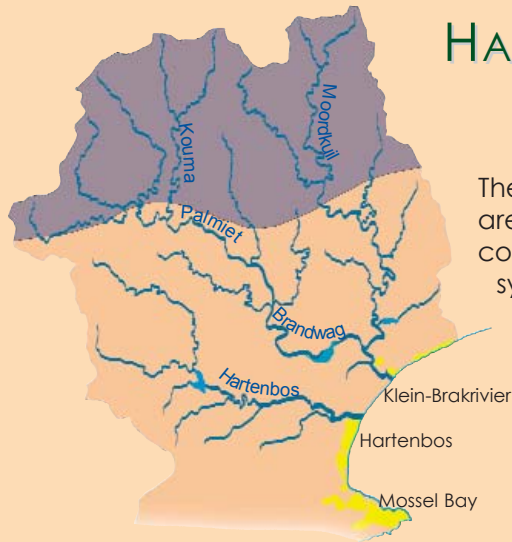 HA
The
are
co
sy
Moordkuil
Kouma
Palmiet
Brandwag
Hartenbos
Klein-Brakrivier
Hartenbos
Mossel Bay